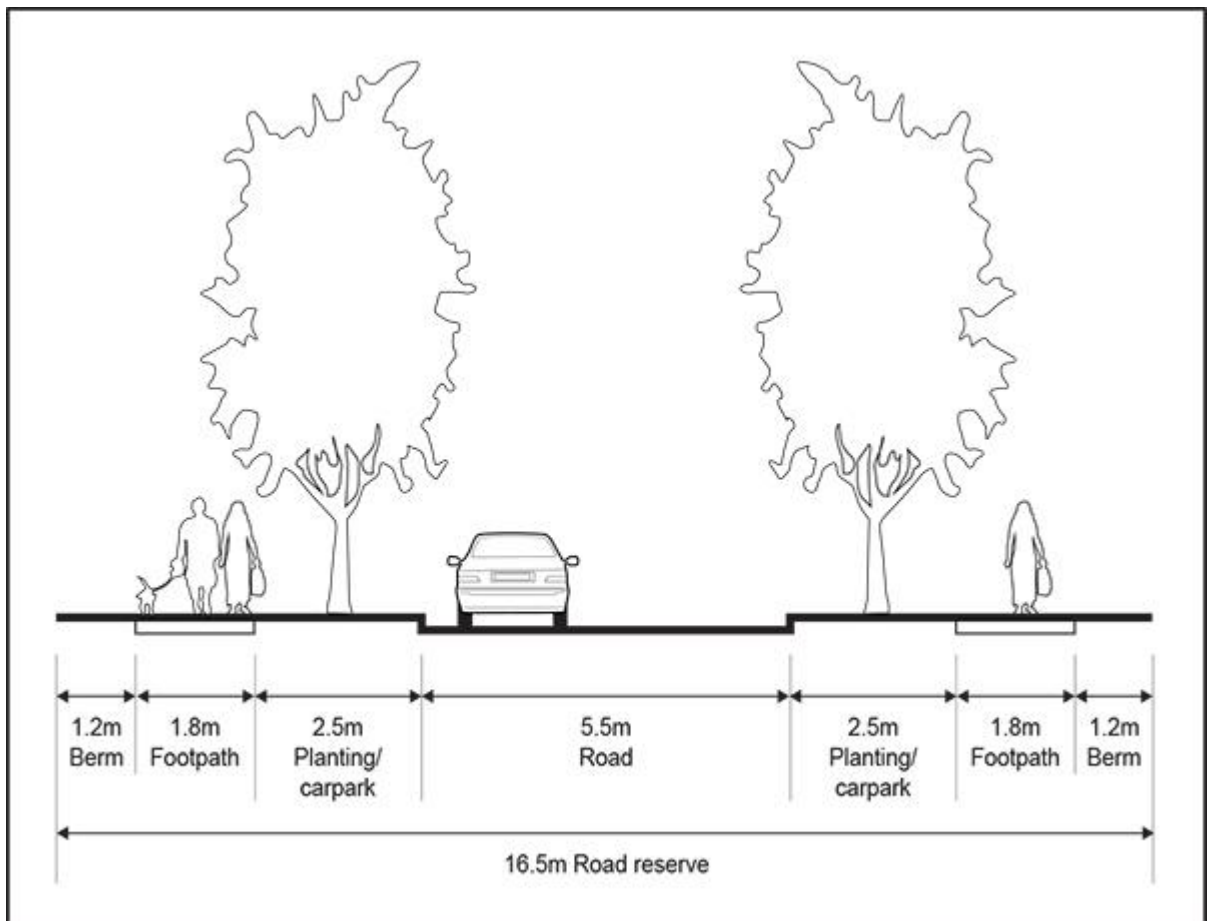 1.2m
Berm
1.8m
Footpath
2.5m
Planting/
carpark
5.5m
Road
2.5m
Planting/
carpark
1.8m
Footpath
1.2m
Berm
16.5m Road reserve